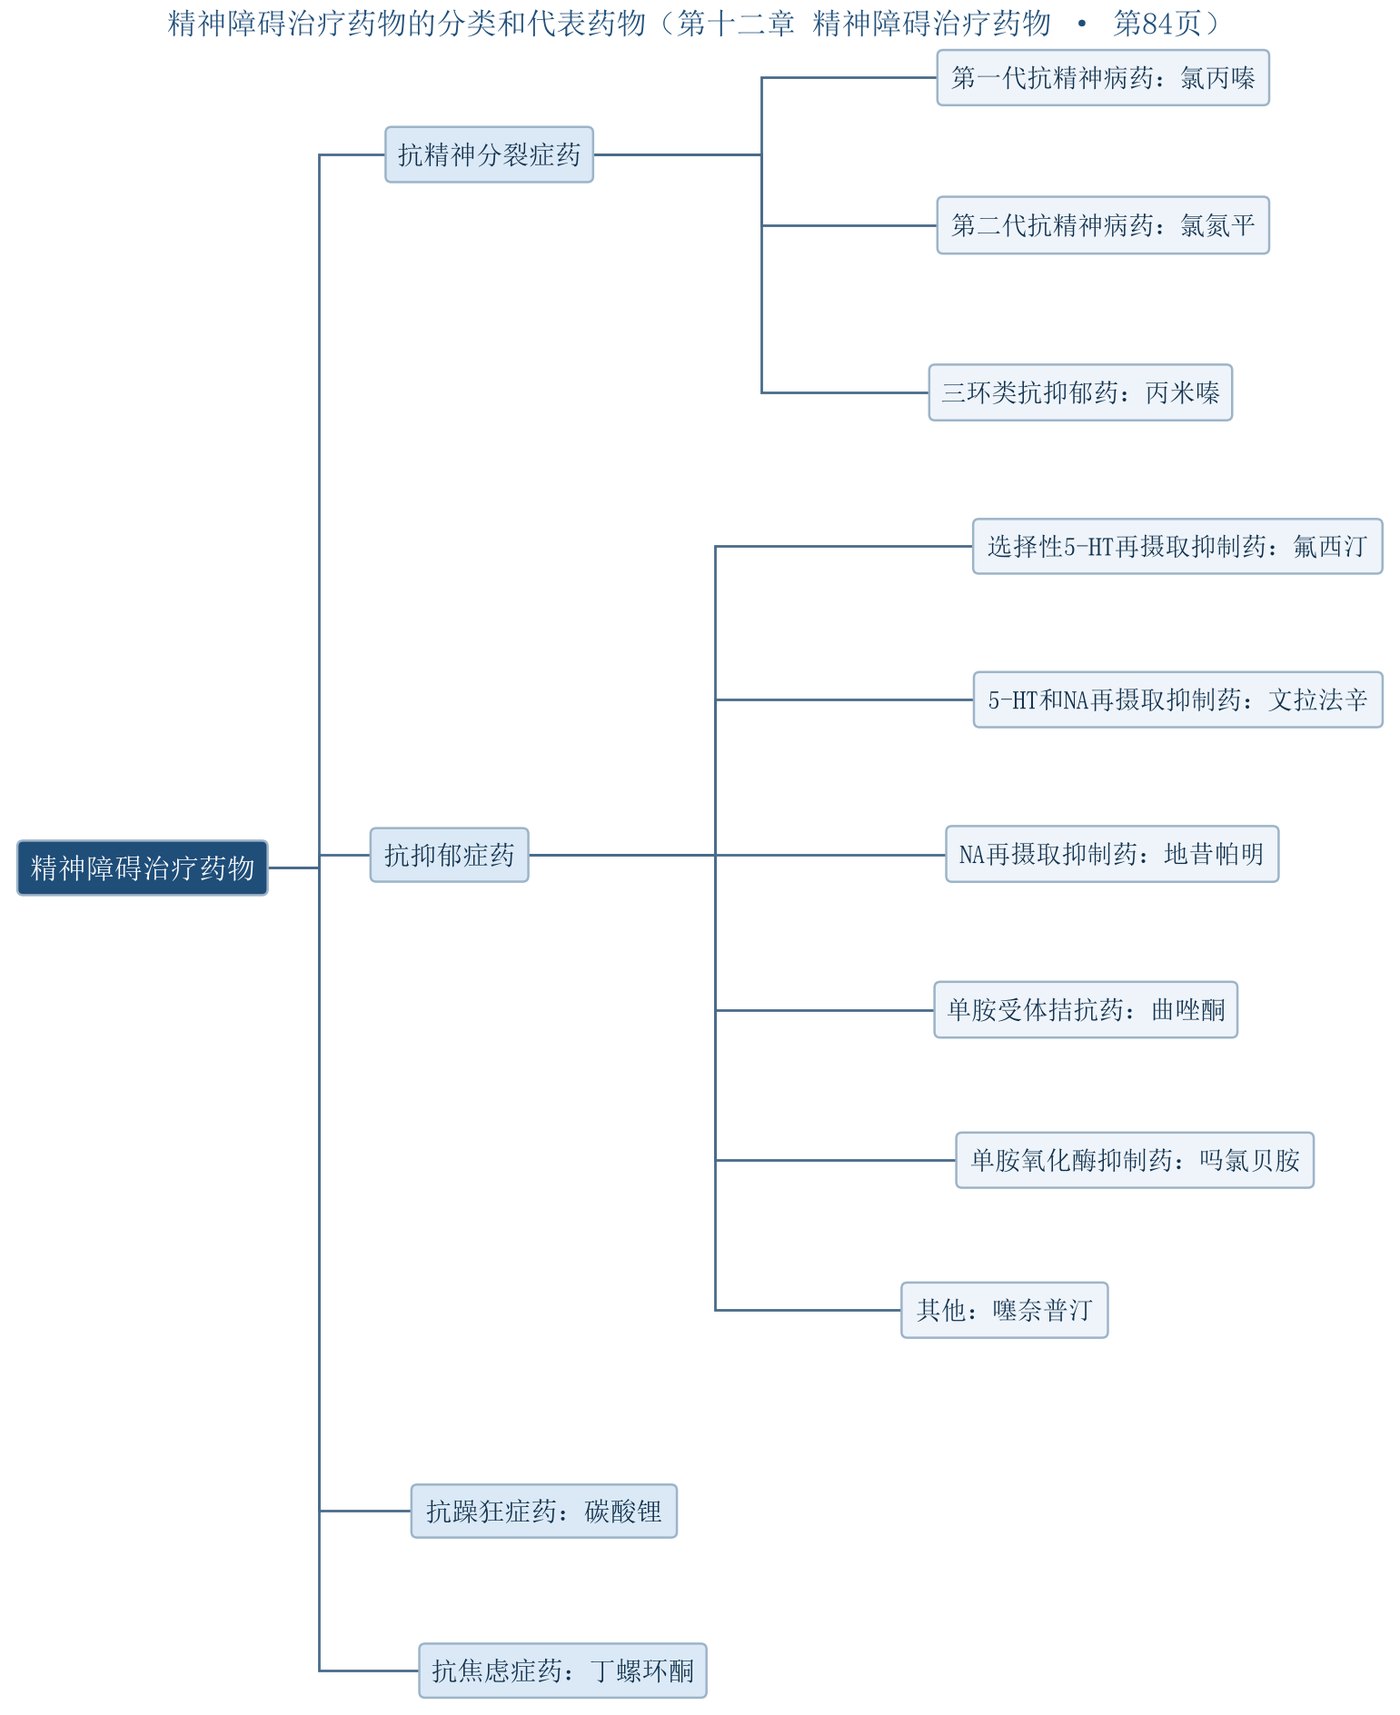 精神障碍治疗药物的分类和代表药物（第十二章 精神障碍治疗药物 • 第84页）
第一代抗精神病药：氯丙嗪
抗精神分裂症药
第二代抗精神病药：氯氮平
三环类抗抑郁药：丙米嗪
选择性5-HT再摄取抑制药：氟西汀
5-HT和NA再摄取抑制药：文拉法辛
精神障碍治疗药物
抗抑郁症药
NA再摄取抑制药：地昔帕明
单胺受体拮抗药：曲唑酮
单胺氧化酶抑制药：吗氯贝胺
其他：噻奈普汀
抗躁狂症药：碳酸锂
抗焦虑症药：丁螺环酮